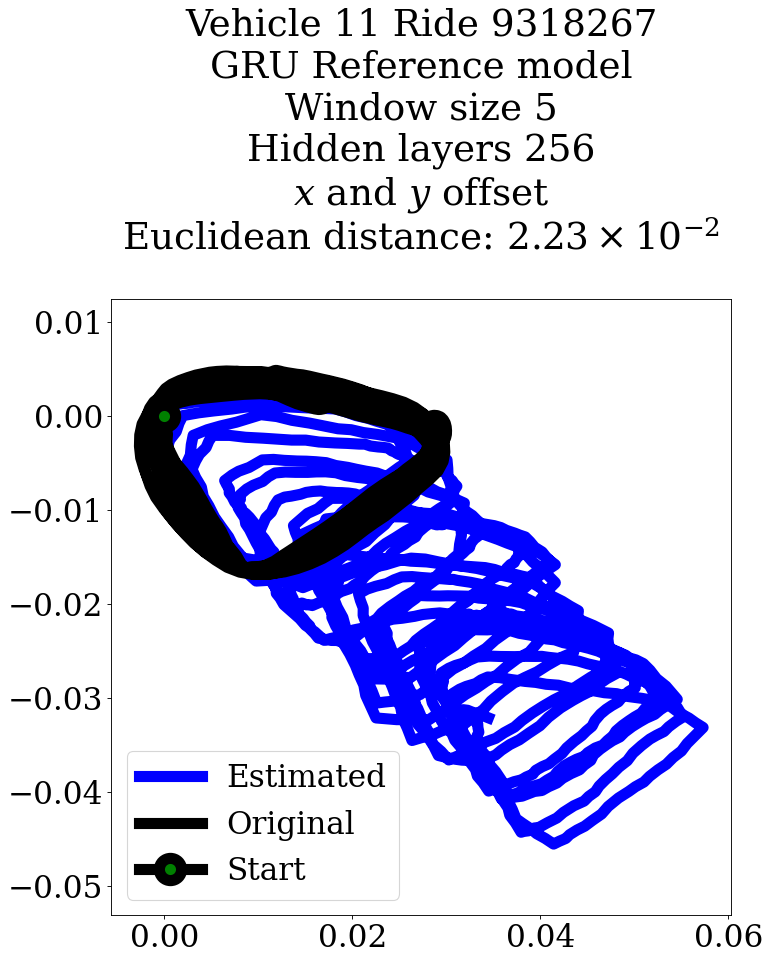 Vehicle 11 Ride 9318267
GRU Reference model
Window size 5
Hidden layers 256
x and y offset
Euclidean distance: 2.23 × 10⁻²
0.01
0.00
−0.01
−0.02
−0.03
−0.04
−0.05
Estimated
Original
Start
0.00 0.02 0.04 0.06